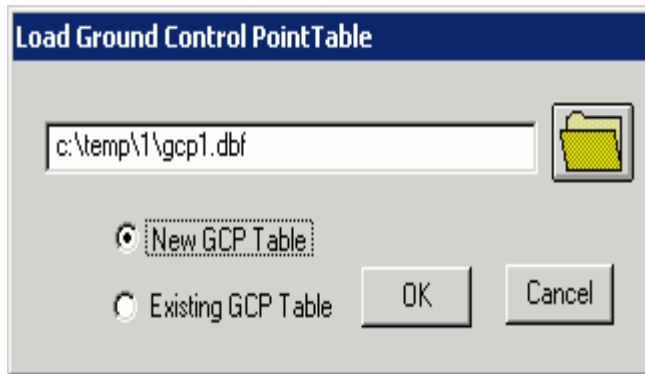 Load Ground Control PointTable
c:\temp\1\gcp1.dbf
New GCP Table
Existing GCP Table
OK
Cancel